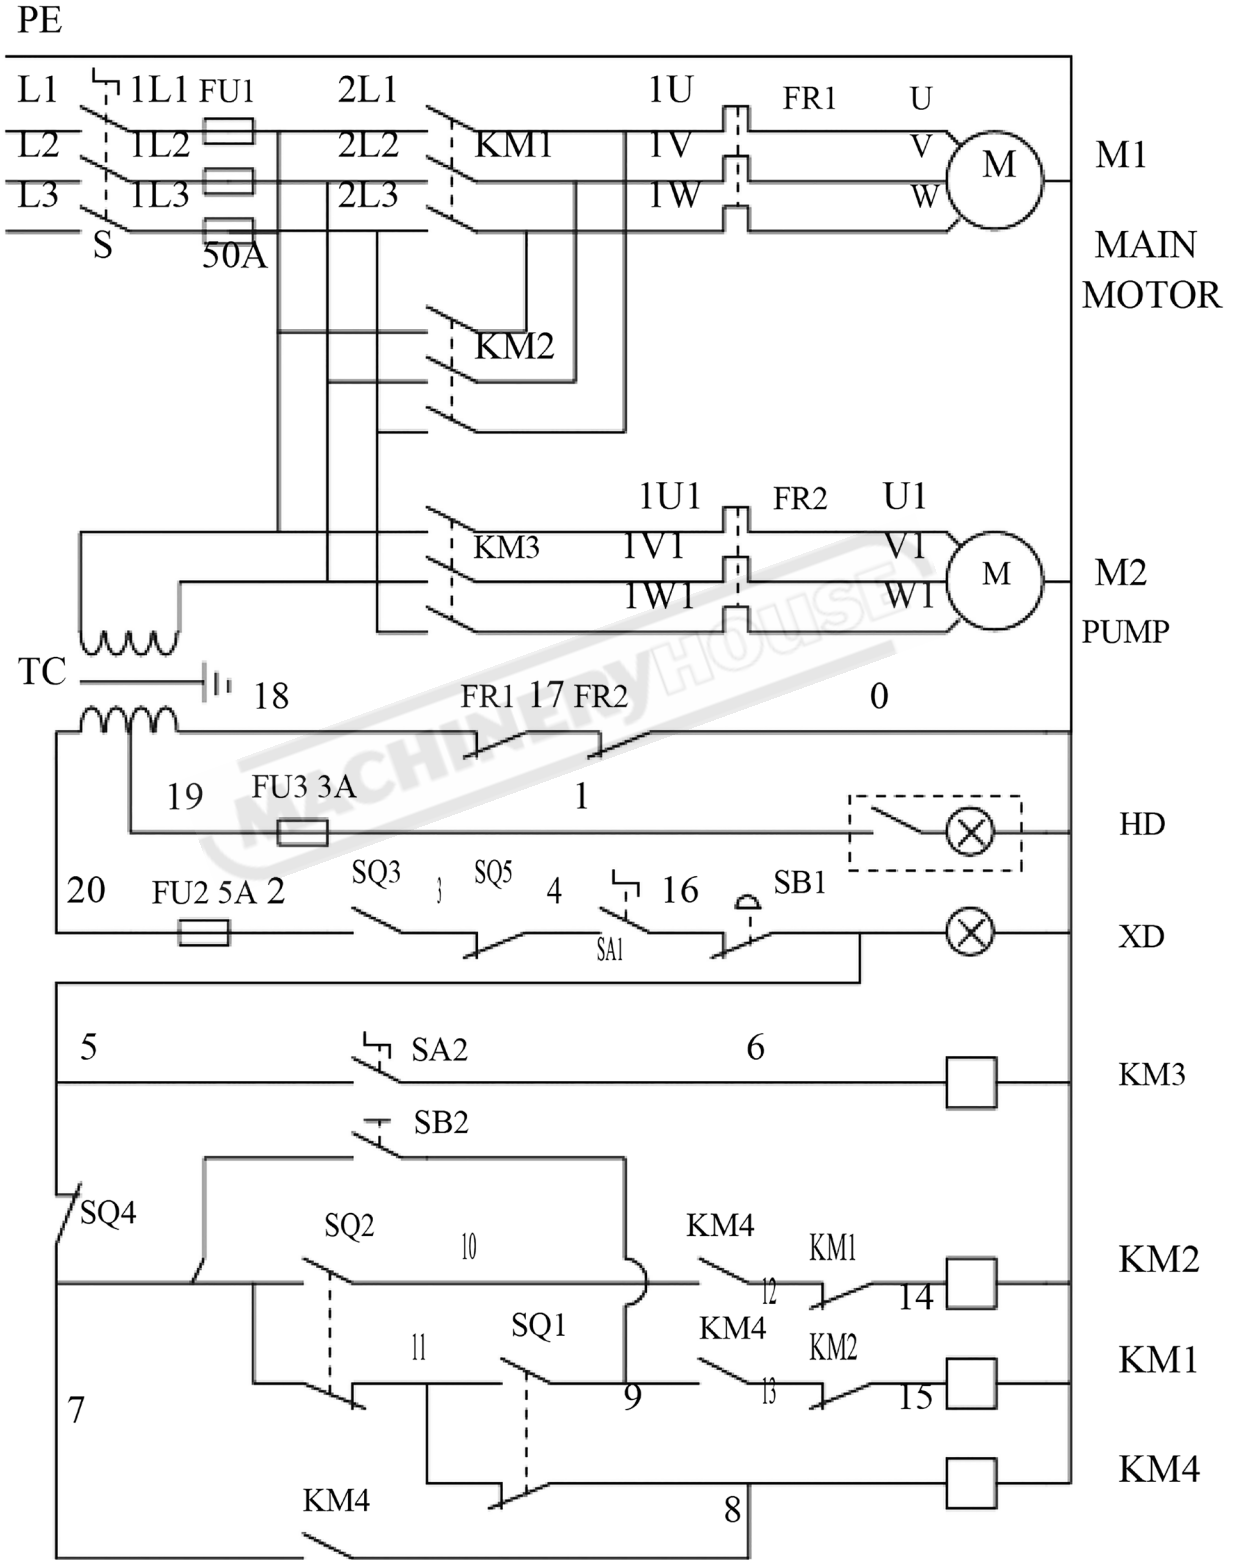 PE
L1 1L1 FU1 2L1 1U FR1 U
L2 1L2 2L2 KM1 1V V M1
L3 1L3 2L3 1W M W
S 50A MAIN
MOTOR
KM2
1U1 FR2 U1
KM3 1V1 V1
1W1 M W1 M2
PUMP
TC
18 FR1 17 FR2 0
MACHINERYHOUSE
19 FU3 3A 1 HD
20 FU2 5A 2 SQ3 3 SQ5 4 SA1 16 SB1 XD
5 SA2 6 KM3
SB2
SQ4
SQ2 10 KM4 12 KM1 14 KM2
11 SQ1 9 KM4 13 KM2 15 KM1
7
KM4 8 KM4